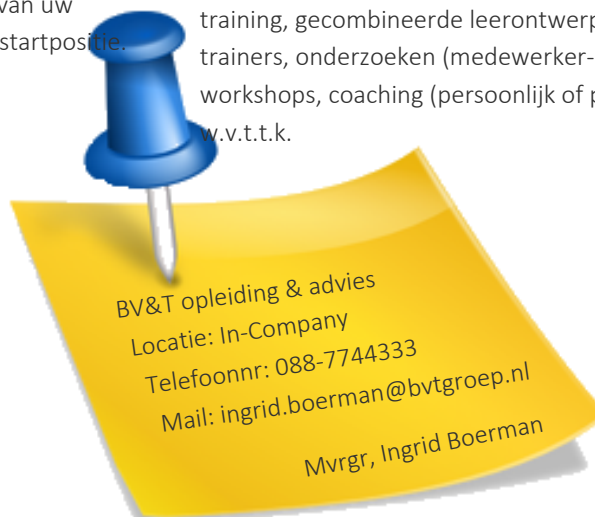 van uw
startpositie.
training, gecombineerde leerontwerp
trainers, onderzoeken (medewerker-
workshops, coaching (persoonlijk of p
w.v.t.t.k.
BV&T opleiding & advies
Locatie: In-Company
Telefoonnr: 088-7744333
Mail: ingrid.boerman@bvtgroep.nl
Mvrgr, Ingrid Boerman